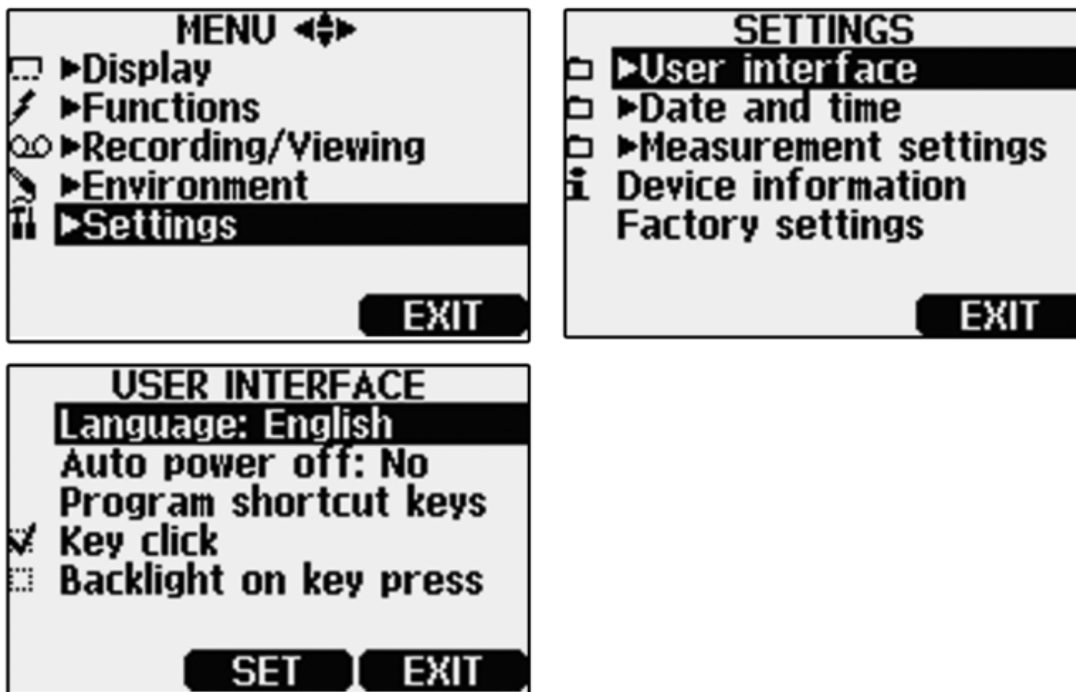 MENU
Display
Functions
Recording/Viewing
Environment
Settings
EXIT
SETTINGS
User interface
Date and time
Measurement settings
Device information
Factory settings
EXIT
USER INTERFACE
Language: English
Auto power off: No
Program shortcut keys
Key click
Backlight on key press
SET EXIT